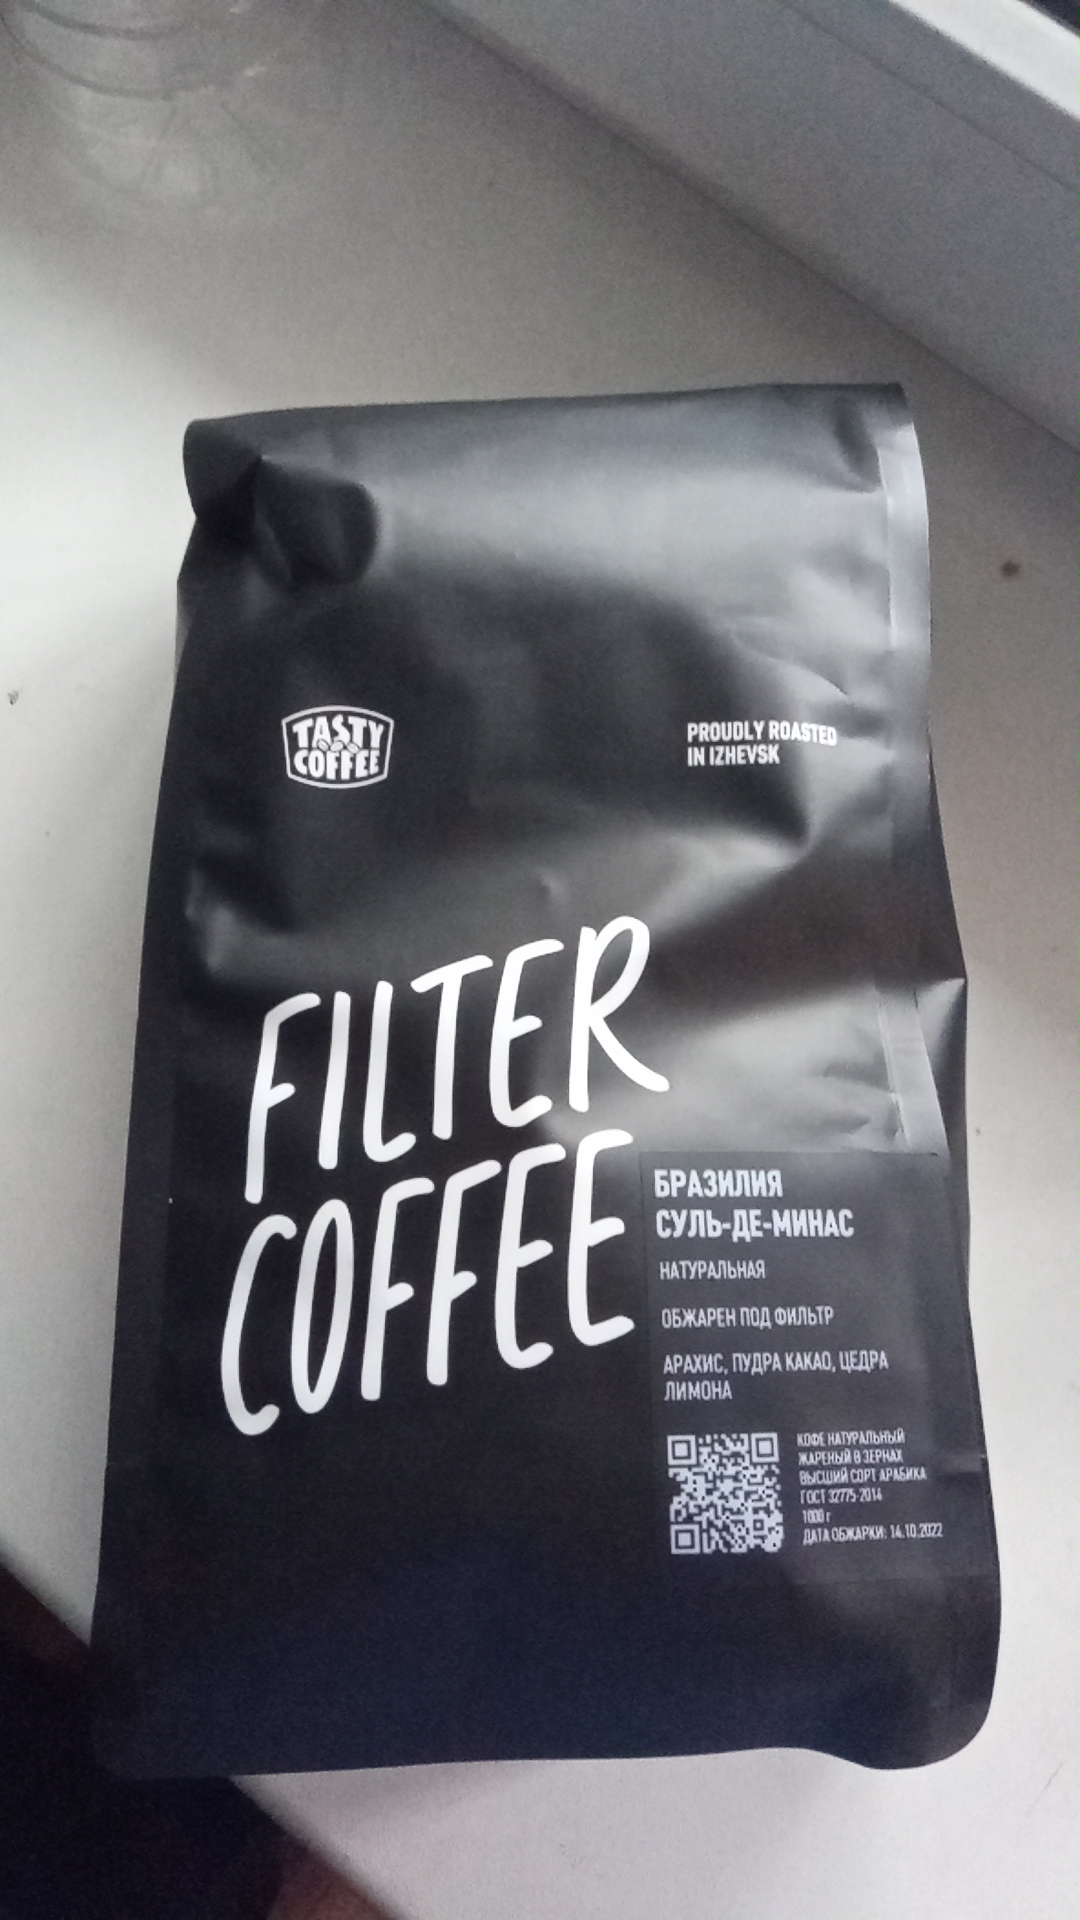 TASTY
COFFEE
PROUDLY ROASTED
IN IZHEVSK
FILTER
COFFEE
БРАЗИЛИЯ
СУЛЬ-ДЕ-МИНАС
НАТУРАЛЬНАЯ
ОБЖАРЕН ПОД ФИЛЬТР
АРАХИС, ПУДРА КАКАО, ЦЕДРА
ЛИМОНА
КОФЕ НАТУРАЛЬНЫЙ
ЖАРЕНЫЙ В ЗЕРНАХ
ВЫСШИЙ СОРТ АРАБИКА
ГОСТ 32775-2014
1000 г
ДАТА ОБЖАРКИ: 14.10.2022